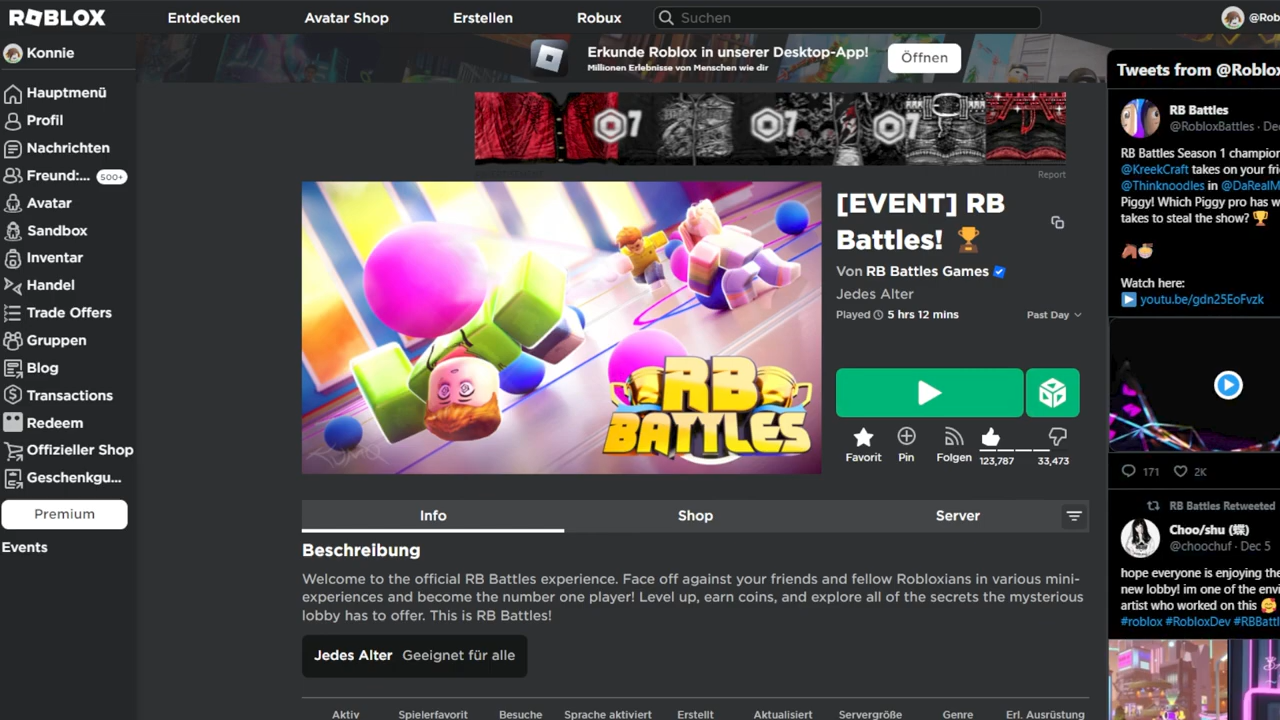 ROBLOX
Entdecken
Avatar Shop
Erstellen
Robux
Suchen
@Rob
Konnie
Hauptmenü
Profil
Nachrichten
Freund:... 500+
Avatar
Sandbox
Inventar
Handel
Trade Offers
Gruppen
Blog
Transactions
Redeem
Offizieller Shop
Geschenkgu...
Premium
Events
Erkunde Roblox in unserer Desktop-App!
Millionen Erlebnisse von Menschen wie dir
Öffnen
7 7 7
Report
RB
BATTLES
[EVENT] RB
Battles! 🏆
Von RB Battles Games
Jedes Alter
Played 5 hrs 12 mins
Past Day
Favorit
Pin
Folgen
123,787
33,473
Info
Shop
Server
Beschreibung
Welcome to the official RB Battles experience. Face off against your friends and fellow Robloxians in various mini-
experiences and become the number one player! Level up, earn coins, and explore all of the secrets the mysterious
lobby has to offer. This is RB Battles!
Jedes Alter Geeignet für alle
Aktiv
Spielerfavorit
Besuche
Sprache aktiviert
Erstellt
Aktualisiert
Servergröße
Genre
Erl. Ausrüstung
Tweets from @Roblox
RB Battles
@RobloxBattles · De
RB Battles Season 1 champion
@KreekCraft takes on your frie
@Thinknoodles in @DaRealM
Piggy! Which Piggy pro has w
takes to steal the show? 🏆
Watch here:
▶️ youtu.be/gdn25EoFvzk
171
2K
RB Battles Retweeted
Choo/shu (蝶)
@choochuf · Dec 5
hope everyone is enjoying the
new lobby! im one of the envi
artist who worked on this 🥰
#roblox #RobloxDev #RBBattl